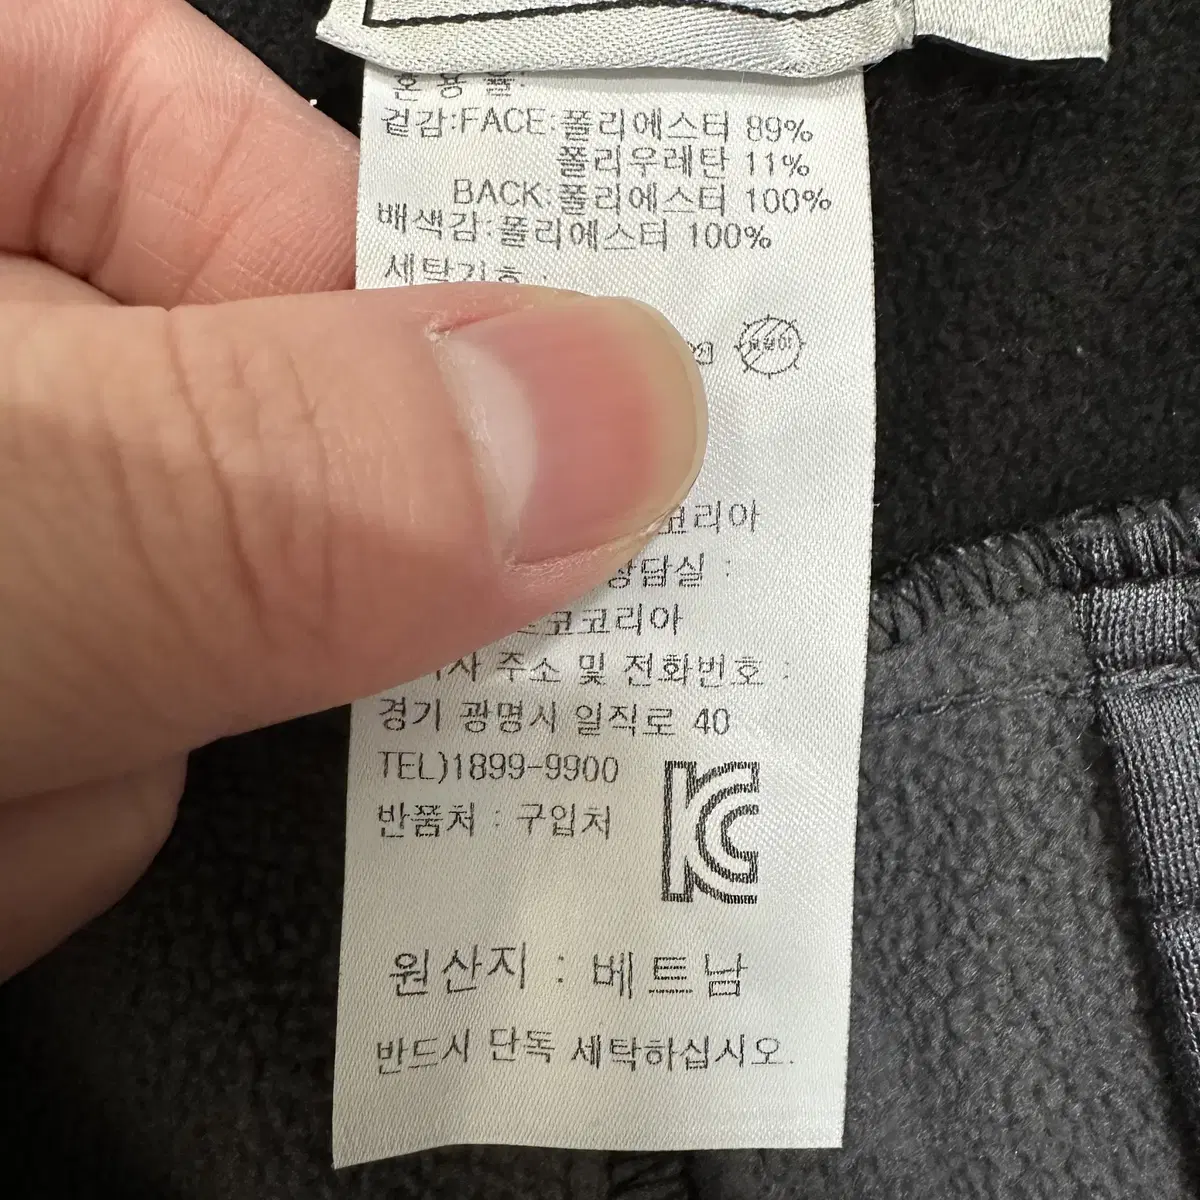 혼용율:
겉감:FACE:폴리에스터 89%
폴리우레탄 11%
BACK:폴리에스터 100%
배색감:폴리에스터 100%
세탁기호 :
코리아
상담실 :
코코리아
주소 및 전화번호 :
경기 광명시 일직로 40
TEL)1899-9900
반품처 : 구입처
KC
원산지 : 베트남
반드시 단독 세탁하십시오.